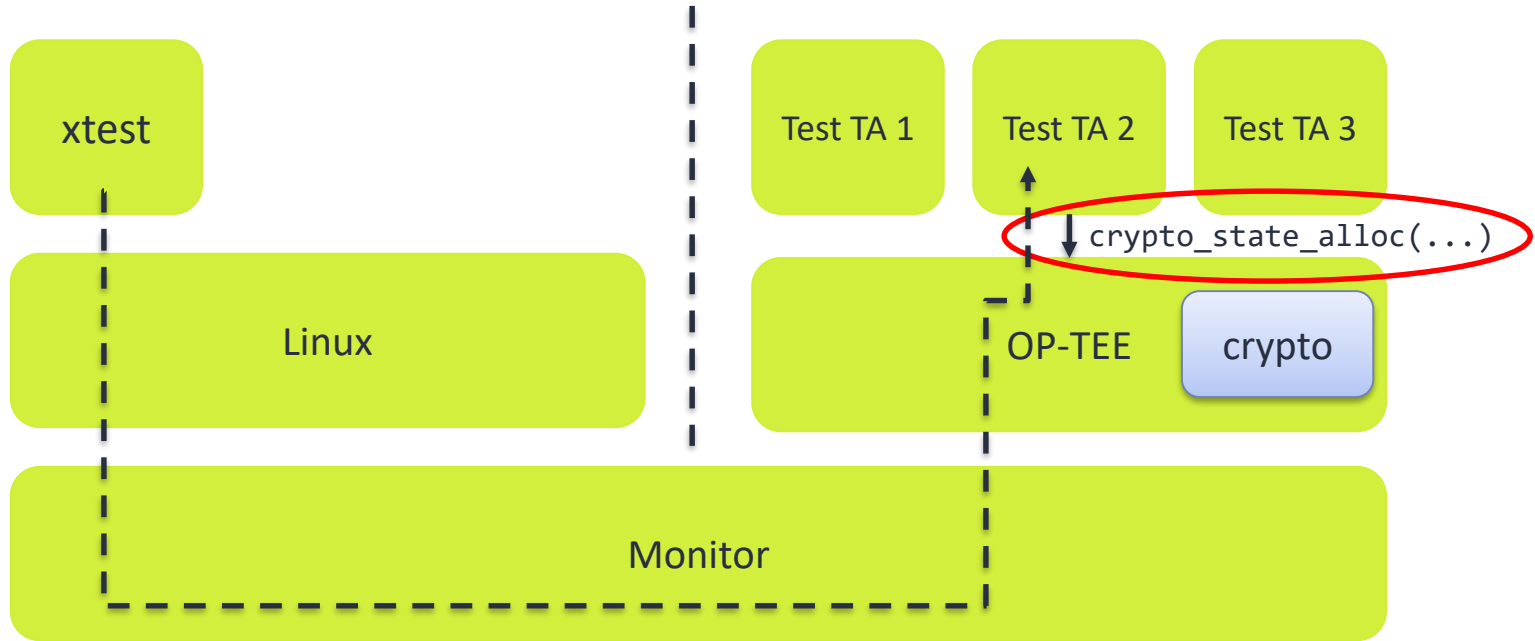 xtest
Test TA 1
Test TA 2
Test TA 3
crypto_state_alloc(...)
Linux
OP-TEE
crypto
Monitor